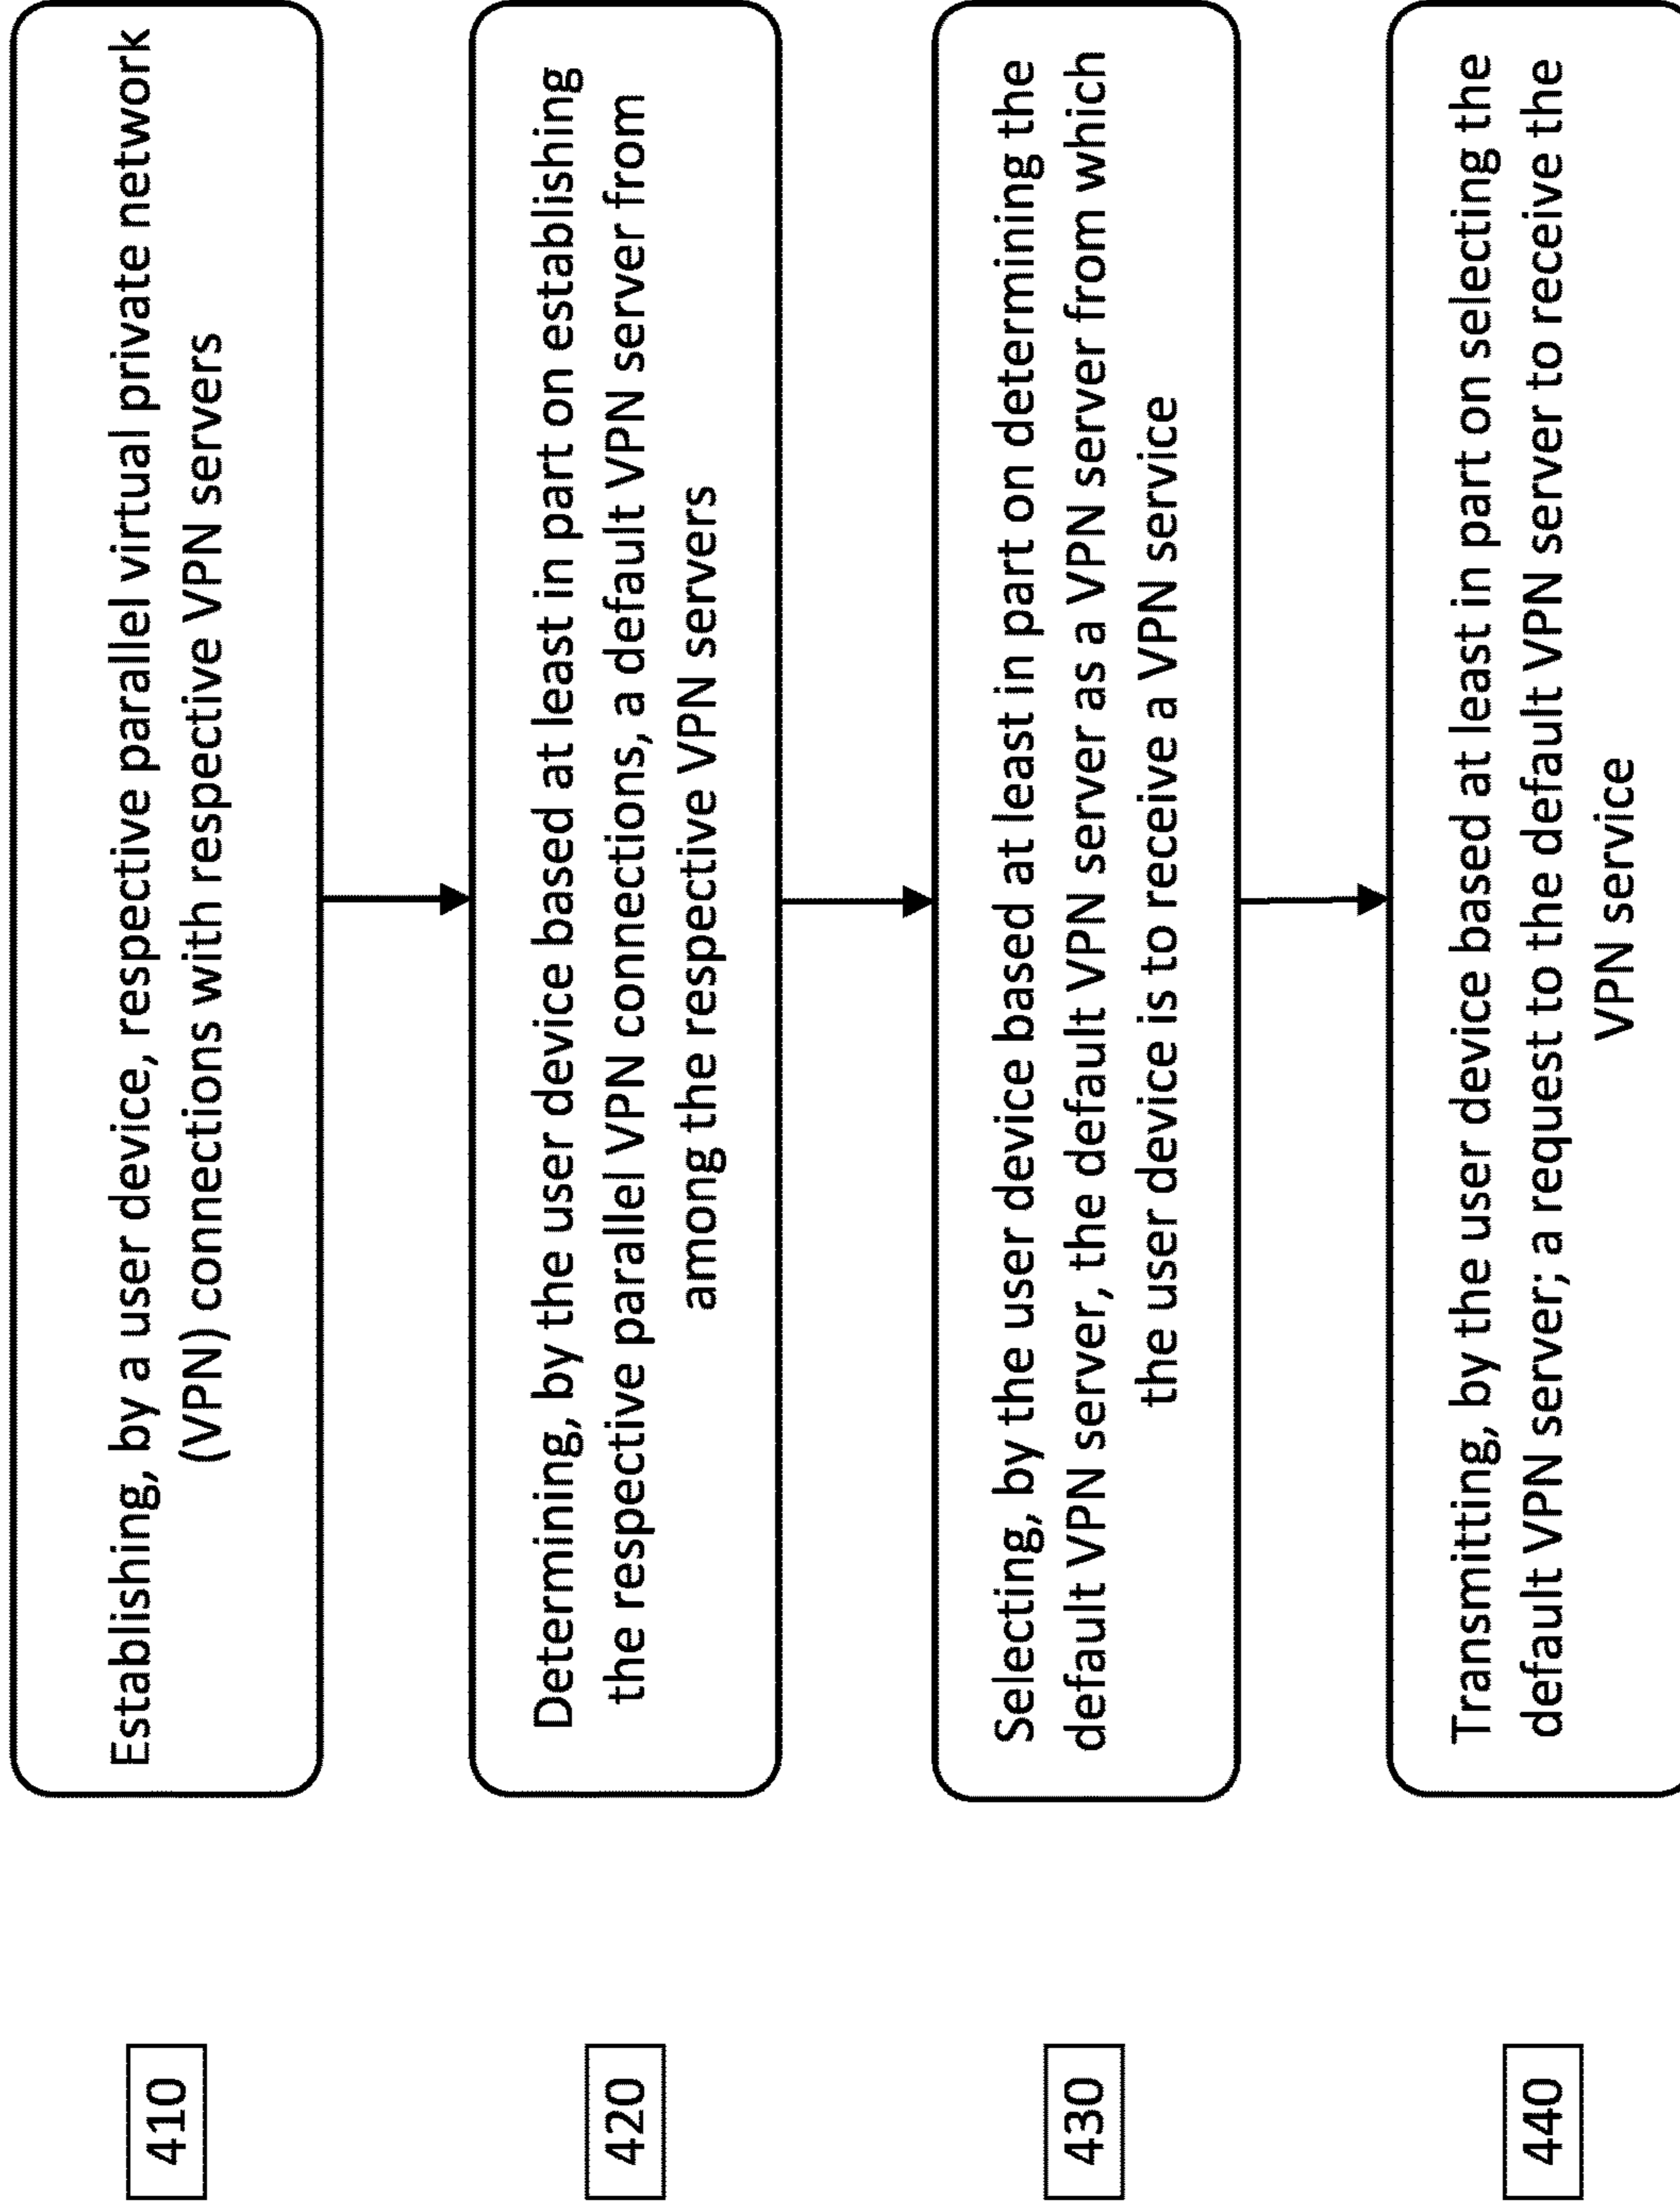 410
Establishing, by a user device, respective parallel virtual private network
(VPN) connections with respective VPN servers
420
Determining, by the user device based at least in part on establishing
the respective parallel VPN connections, a default VPN server from
among the respective VPN servers
430
Selecting, by the user device based at least in part on determining the
default VPN server, the default VPN server as a VPN server from which
the user device is to receive a VPN service
440
Transmitting, by the user device based at least in part on selecting the
default VPN server; a request to the default VPN server to receive the
VPN service